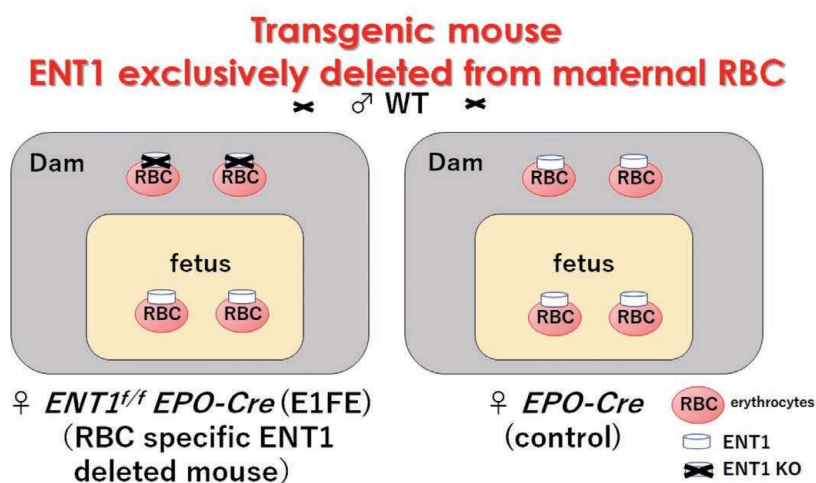 Transgenic mouse
ENT1 exclusively deleted from maternal RBC
♂ WT
Dam
RBC RBC
fetus
RBC RBC
Dam
RBC RBC
fetus
RBC RBC
♀ ENT1f/f EPO-Cre (E1FE)
(RBC specific ENT1
deleted mouse)
♀ EPO-Cre
(control)
RBC erythrocytes
ENT1
ENT1 KO